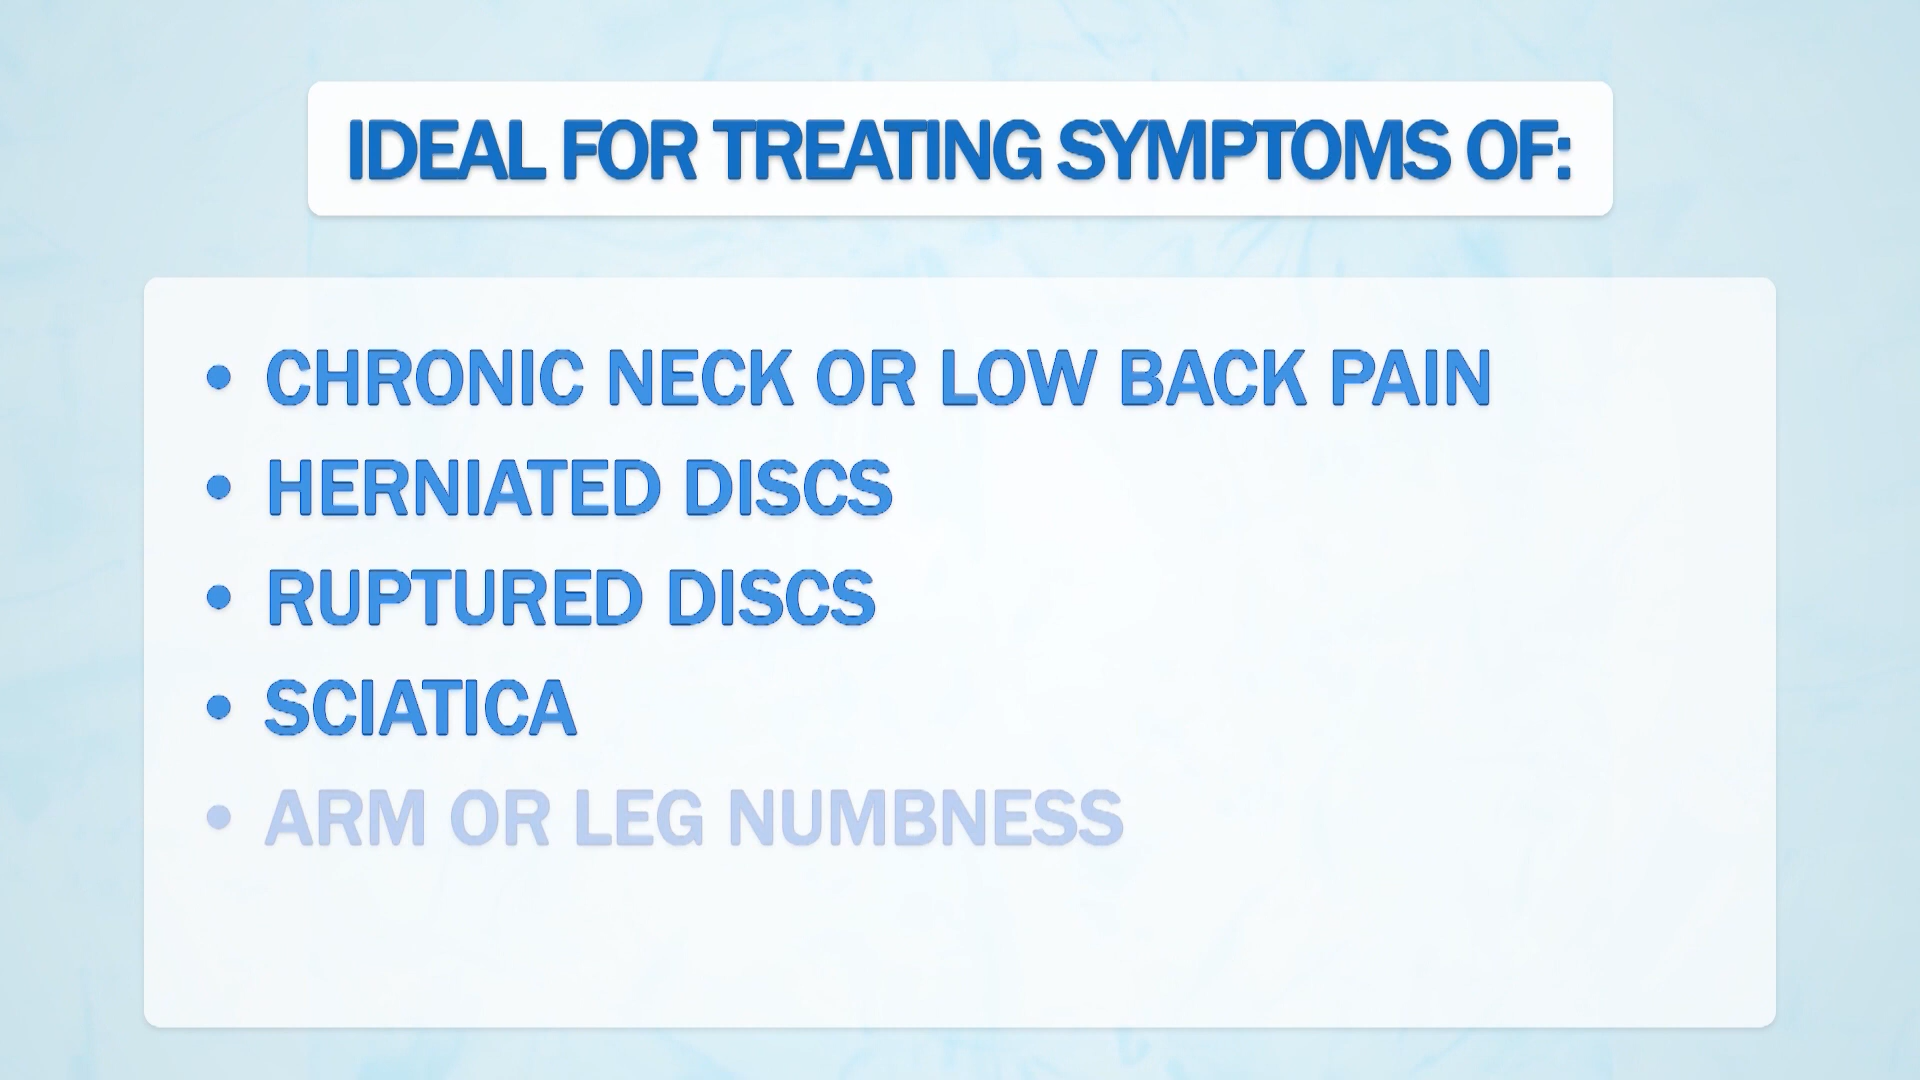 IDEAL FOR TREATING SYMPTOMS OF:
• CHRONIC NECK OR LOW BACK PAIN
• HERNIATED DISCS
• RUPTURED DISCS
• SCIATICA
• ARM OR LEG NUMBNESS